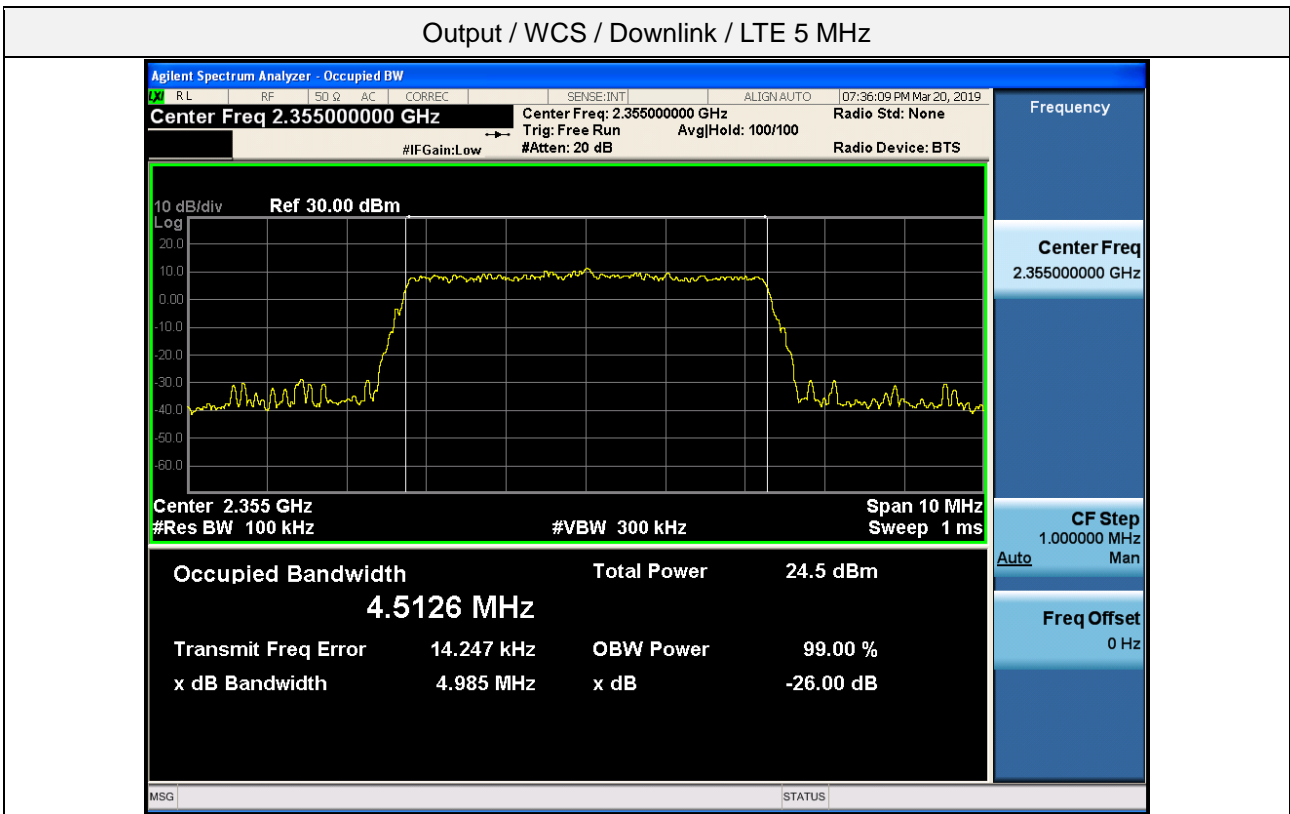 Output / WCS / Downlink / LTE 5 MHz
Agilent Spectrum Analyzer - Occupied BW
LXI RL RF 50 Ω AC CORREC SENSE:INT ALIGN AUTO 07:36:09 PM Mar 20, 2019
Center Freq 2.355000000 GHz
Center Freq: 2.355000000 GHz Radio Std: None
Trig: Free Run Avg|Hold: 100/100
#IFGain:Low #Atten: 20 dB Radio Device: BTS
Frequency
10 dB/div Ref 30.00 dBm
Log
20.0
10.0
0.00
-10.0
-20.0
-30.0
-40.0
-50.0
-60.0
Center 2.355 GHz Span 10 MHz
#Res BW 100 kHz #VBW 300 kHz Sweep 1 ms
Occupied Bandwidth Total Power 24.5 dBm
4.5126 MHz
Transmit Freq Error 14.247 kHz OBW Power 99.00 %
x dB Bandwidth 4.985 MHz x dB -26.00 dB
Center Freq
2.355000000 GHz
CF Step
1.000000 MHz
Auto Man
Freq Offset
0 Hz
MSG STATUS